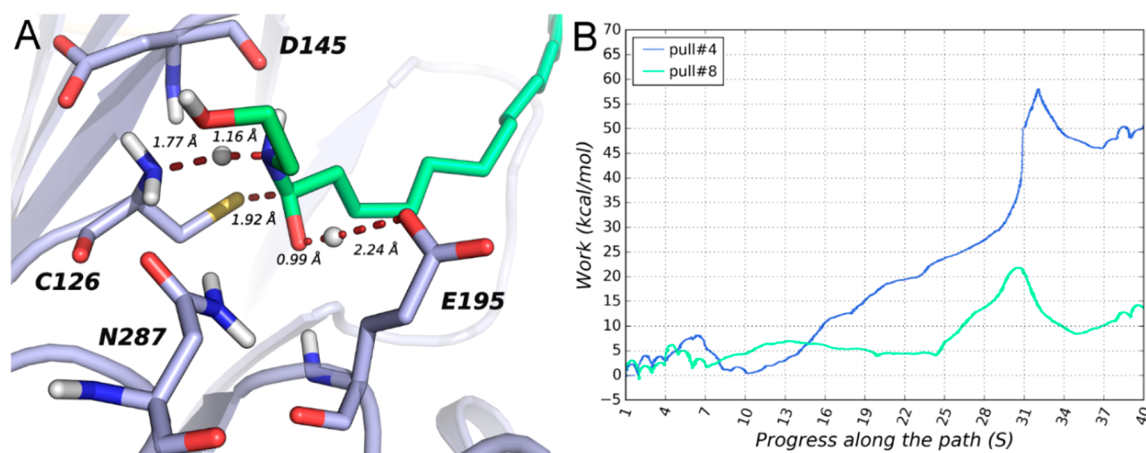 A
D145
1.77 Å
1.16 Å
1.92 Å
0.99 Å
2.24 Å
C126
E195
N287
B
pull#4
pull#8
Work (kcal/mol)
70
65
60
55
50
45
40
35
30
25
20
15
10
5
0
-5
1
4
7
10
13
16
19
22
25
28
31
34
37
40
Progress along the path (S)